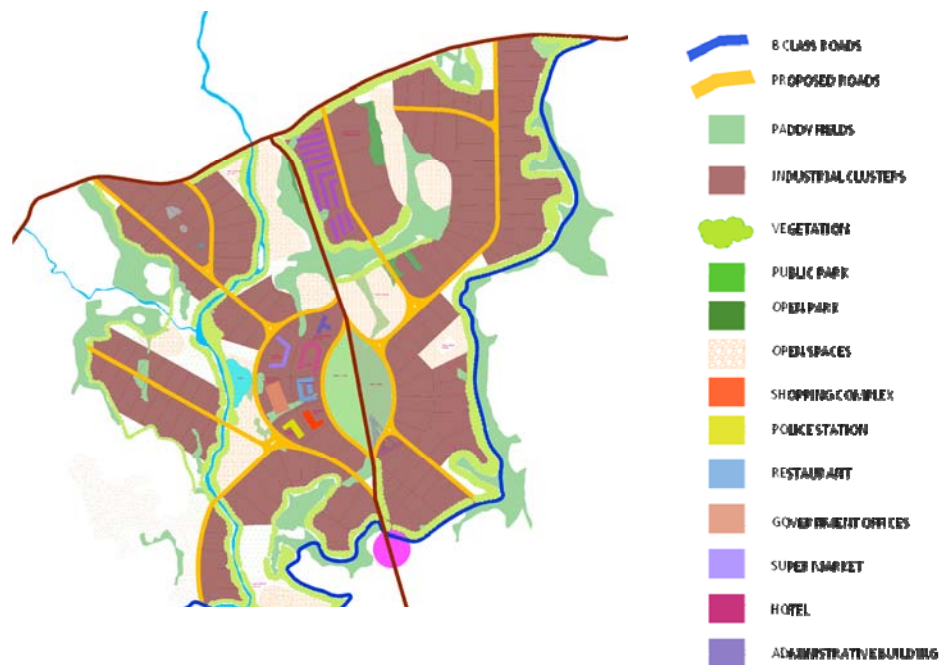 B CLASS ROADS
PROPOSED ROADS
PADDY FIELDS
INDUSTRIAL CLUSTERS
VEGETATION
PUBLIC PARK
OPEN PARK
OPEN SPACES
SHOPPING COMPLEX
POLICE STATION
RESTAURANT
GOVERNMENT OFFICES
SUPER MARKET
HOTEL
ADMINISTRATIVE BUILDING